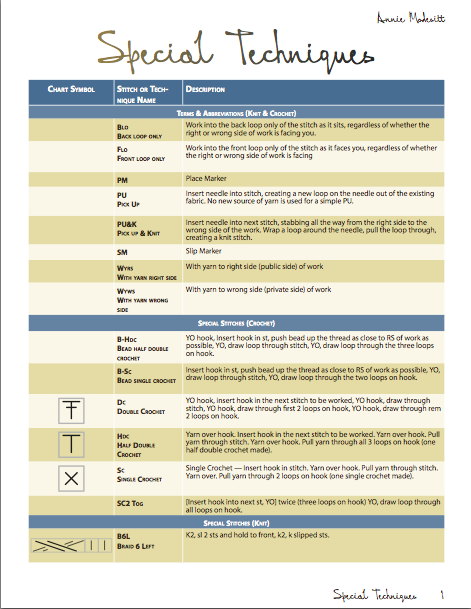 Annie Modesitt
Special Techniques
Chart Symbol
Stitch or Tech-
nique Name
Description
Terms & Abbreviations (Knit & Crochet)
Blo
Back loop only
Work into the back loop only of the stitch as it sits, regardless of whether the
right or wrong side of work is facing you.
Flo
Front loop only
Work into the front loop only of the stitch as it faces you, regardless of whether
the right or wrong side of work is facing
PM
Place Marker
PU
Pick Up
Insert needle into stitch, creating a new loop on the needle out of the existing
fabric. No new source of yarn is used for a simple PU.
PU&K
Pick up & Knit
Insert needle into next stitch, stabbing all the way from the right side to the
wrong side of the work. Wrap a loop around the needle, pull the loop through,
creating a knit stitch.
SM
Slip Marker
Wyrs
With yarn right side
With yarn to right side (public side) of work
Wyws
With yarn wrong
side
With yarn to wrong side (private side) of work
Special Stitches (Crochet)
B-Hdc
Bead half double
crochet
YO hook, Insert hook in st, push bead up the thread as close to RS of work as
possible, YO, draw loop through stitch, YO, draw loop through the three loops
on hook.
B-Sc
Bead single crochet
Insert hook in st, push bead up the thread as close to RS of work as possible, YO,
draw loop through stitch, YO, draw loop through the two loops on hook.
Dc
Double Crochet
YO hook, insert hook in the next stitch to be worked, YO hook, draw through
stitch, YO hook, draw through first 2 loops on hook, YO hook, draw through rem
2 loops on hook.
Hdc
Half Double
Crochet
Yarn over hook. Insert hook in the next stitch to be worked. Yarn over hook. Pull
yarn through stitch. Yarn over hook. Pull yarn through all 3 loops on hook (one
half double crochet made).
Sc
Single Crochet
Single Crochet — Insert hook in stitch. Yarn over hook. Pull yarn through stitch.
Yarn over. Pull yarn through 2 loops on hook (one single crochet made).
SC2 Tog
[Insert hook into next st, YO] twice (three loops on hook) YO, draw loop through
all loops on hook.
Special Stitches (Knit)
B6L
Braid 6 Left
K2, sl 2 sts and hold to front, k2, k slipped sts.
Special Techniques 1